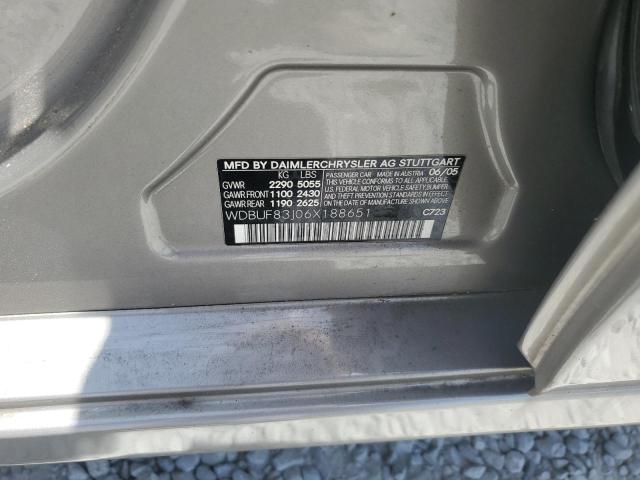 MFD BY DAIMLERCHRYSLER AG STUTTGART
KG LBS PASSENGER CAR MADE IN AUSTRIA 06/05
GVWR 2290 5055 THIS VEHICLE CONFORMS TO ALL APPLICABLE
GAWR FRONT 1100 2430 U.S. FEDERAL MOTOR VEHICLE SAFETY, BUMPER,
GAWR REAR 1190 2625 AND THEFT PREVENTION STANDARDS IN EFFECT ON THE DATE OF MANUFACTURE SHOWN ABOVE
WDBUF83J06X188651 C723